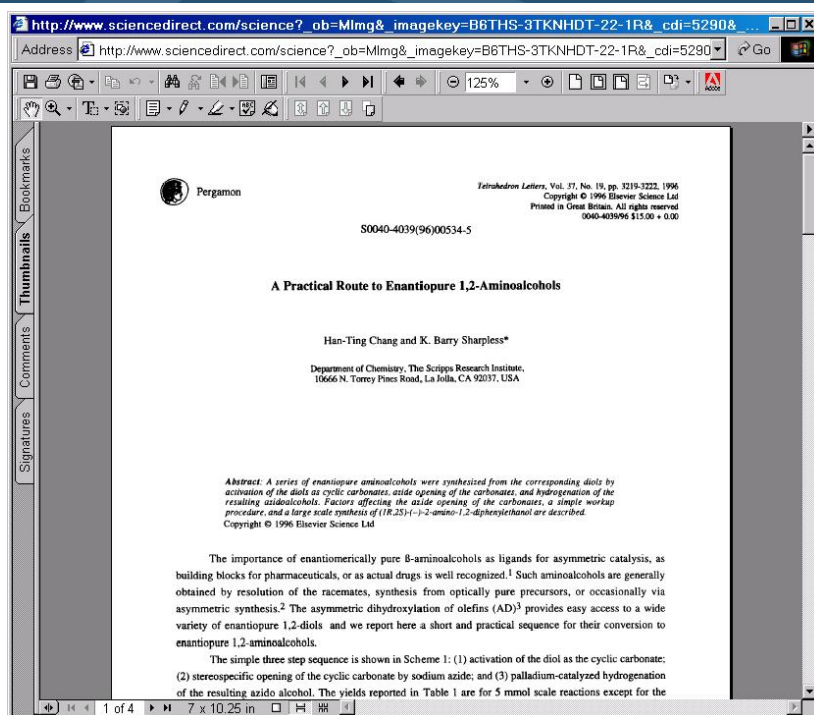 http://www.sciencedirect.com/science?_ob=MImg&_imagekey=B6THS-3TKNHDT-22-1R&_cdi=5290&_...
Address http://www.sciencedirect.com/science?_ob=MImg&_imagekey=B6THS-3TKNHDT-22-1R&_cdi=5290 Go
125%
Adobe
Bookmarks
Thumbnails
Comments
Signatures
Pergamon
Tetrahedron Letters, Vol. 37, No. 19, pp. 3219-3222, 1996
Copyright © 1996 Elsevier Science Ltd
Printed in Great Britain. All rights reserved
0040-4039/96 $15.00 + 0.00
S0040-4039(96)00534-5
A Practical Route to Enantiopure 1,2-Aminoalcohols
Han-Ting Chang and K. Barry Sharpless*
Department of Chemistry, The Scripps Research Institute,
10666 N. Torrey Pines Road, La Jolla, CA 92037, USA
Abstract: A series of enantiopure aminoalcohols were synthesized from the corresponding diols by
activation of the diols as cyclic carbonates, azide opening of the carbonates, and hydrogenation of the
resulting azidoalcohols. Factors affecting the azide opening of the carbonates, a simple workup
procedure, and a large scale synthesis of (1R,2S)-(-)-2-amino-1,2-diphenylethanol are described.
Copyright © 1996 Elsevier Science Ltd
The importance of enantiomerically pure ß-aminoalcohols as ligands for asymmetric catalysis, as
building blocks for pharmaceuticals, or as actual drugs is well recognized.1 Such aminoalcohols are generally
obtained by resolution of the racemates, synthesis from optically pure precursors, or occasionally via
asymmetric synthesis.2 The asymmetric dihydroxylation of olefins (AD)3 provides easy access to a wide
variety of enantiopure 1,2-diols and we report here a short and practical sequence for their conversion to
enantiopure 1,2-aminoalcohols.
The simple three step sequence is shown in Scheme 1: (1) activation of the diol as the cyclic carbonate;
(2) stereospecific opening of the cyclic carbonate by sodium azide; and (3) palladium-catalyzed hydrogenation
of the resulting azido alcohol. The yields reported in Table 1 are for 5 mmol scale reactions except for the
1 of 4 7 x 10.25 in